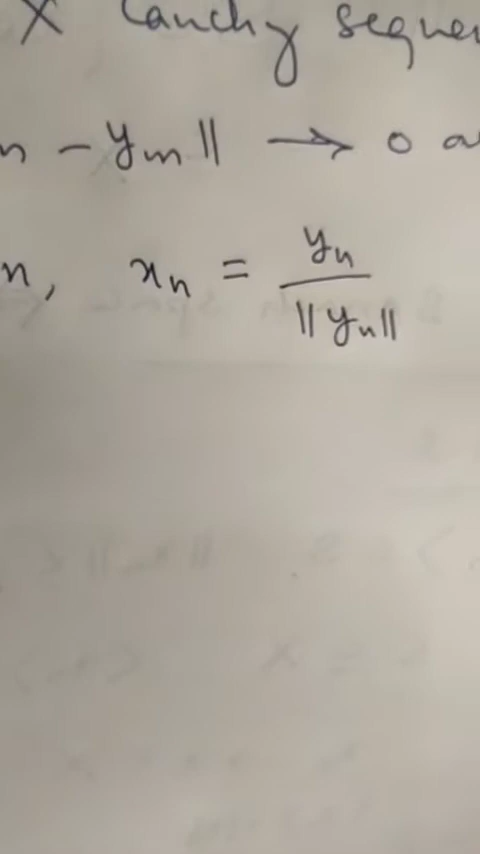 X Cauchy seque
n - yₘ || → 0 a
n, xₙ = yₙ / ||yₙ||